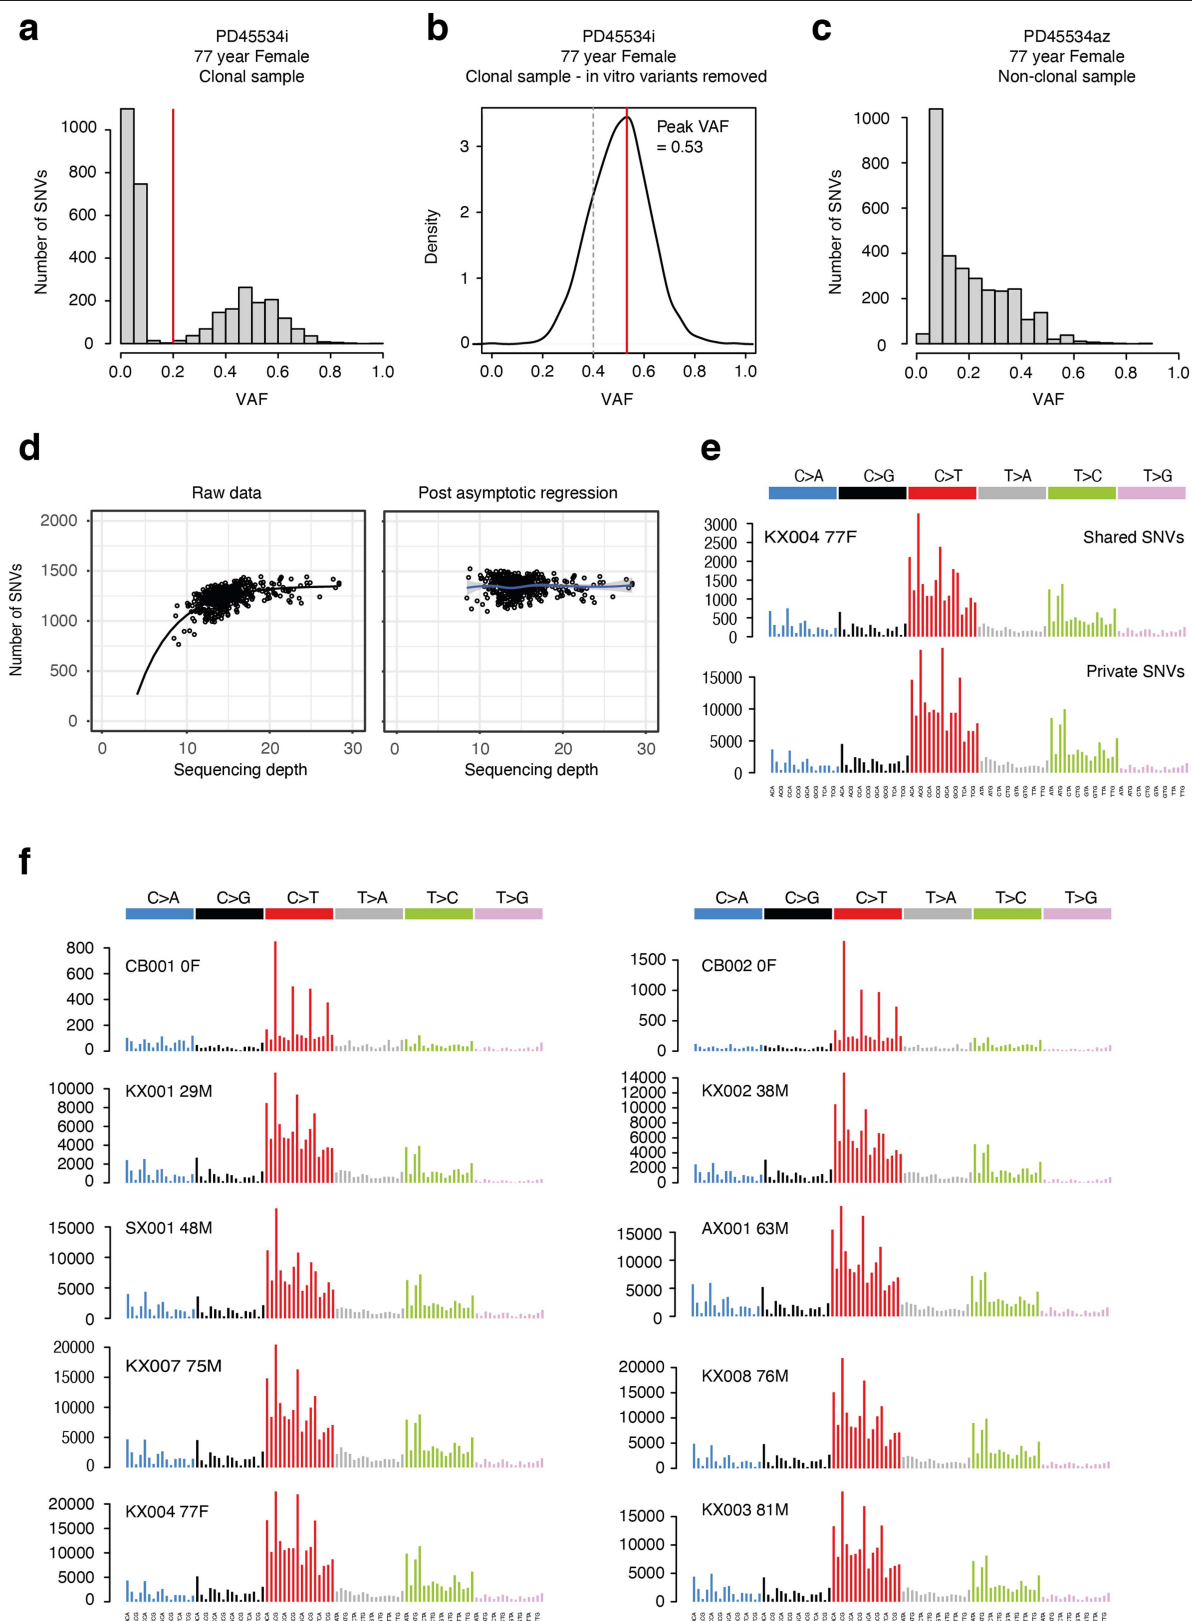 a
PD45534i
77 year Female
Clonal sample
Number of SNVs
1000
800
600
400
200
0
0.0 0.2 0.4 0.6 0.8 1.0
VAF
b
PD45534i
77 year Female
Clonal sample - in vitro variants removed
Peak VAF
= 0.53
Density
3
2
1
0
0.0 0.2 0.4 0.6 0.8 1.0
VAF
c
PD45534az
77 year Female
Non-clonal sample
Number of SNVs
1000
800
600
400
200
0
0.0 0.2 0.4 0.6 0.8 1.0
VAF
d
Raw data
Post asymptotic regression
Number of SNVs
2000
1500
1000
500
0
0 10 20 30
Sequencing depth
0 10 20 30
Sequencing depth
e
C>A C>G C>T T>A T>C T>G
KX004 77F
Shared SNVs
3000
2500
2000
1500
1000
500
0
Private SNVs
15000
10000
5000
0
f
C>A C>G C>T T>A T>C T>G
CB001 0F
800
600
400
200
0
KX001 29M
10000
8000
6000
4000
2000
0
SX001 48M
15000
10000
5000
0
KX007 75M
20000
15000
10000
5000
0
KX004 77F
20000
15000
10000
5000
0
C>A C>G C>T T>A T>C T>G
CB002 0F
1500
1000
500
0
KX002 38M
14000
12000
10000
8000
6000
4000
2000
0
AX001 63M
15000
10000
5000
0
KX008 76M
20000
15000
10000
5000
0
KX003 81M
15000
10000
5000
0